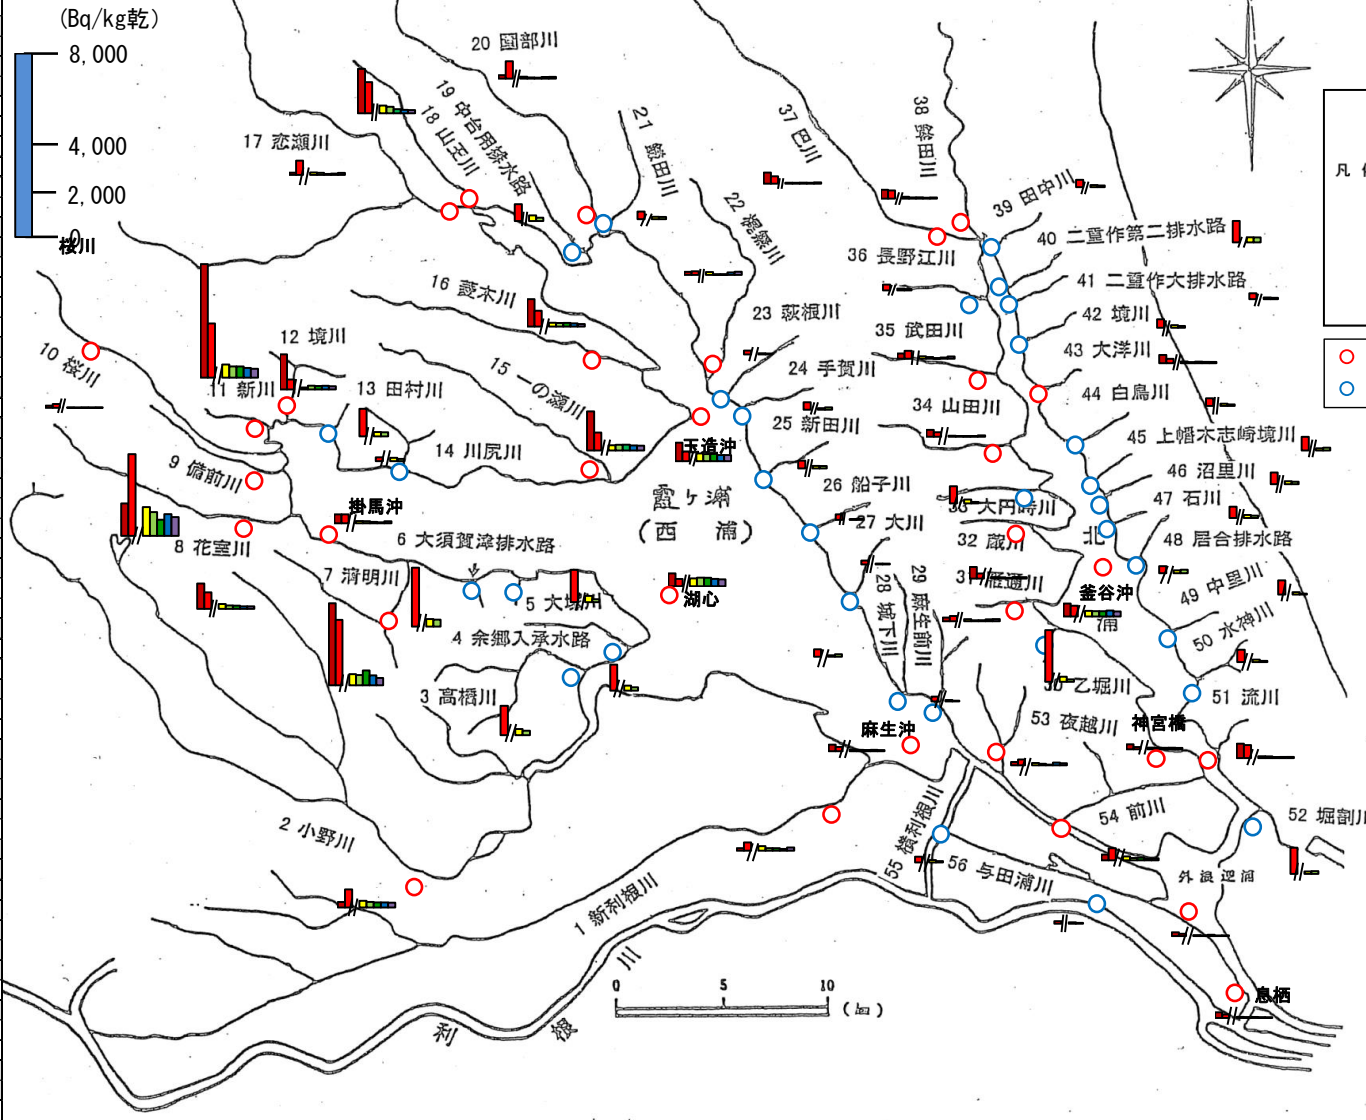 (Bq/kg乾)
8,000
4,000
2,000
0
桜川
凡
20 園部川
19 中台用排水路
18 山王川
17 恋瀬川
21 鎌田川
22 梶無川
37 巴川
38 鉾田川
39 田中川
40 二重作第二排水路
36 長野江川
41 二重作大排水路
16 菱木川
23 萩根川
42 境川
35 武田川
12 境川
43 大洋川
10 桜川
15 一の瀬川
24 手賀川
11 新川
13 田村川
44 白鳥川
34 山田川
25 新田川
45 上幡木志崎境川
玉造沖
14 川尻川
9 備前川
46 沼里川
26 船子川
霞ヶ浦
(西 浦)
47 石川
33 大円時川
掛馬沖
27 大川
北
32 蔵川
48 居合排水路
8 花室川
6 大須賀津排水路
7 清明川
31 雁通川
49 中里川
釜谷沖
湖心
28 城下川
29 麻生前川
浦
5 大塚川
4 余郷入承水路
50 水神川
3 高橋川
30 乙堀川
51 流川
53 夜越川
神宮橋
麻生沖
54 前川
52 堀割川
2 小野川
55 横利根川
56 与田浦川
外浪逆浦
1 新利根川
0 5 10
利 根 川
息栖